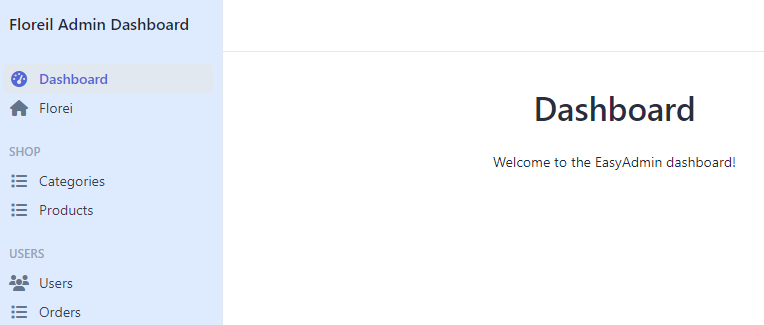 Floreil Admin Dashboard
Dashboard
Florei
SHOP
Categories
Products
USERS
Users
Orders
Dashboard
Welcome to the EasyAdmin dashboard!